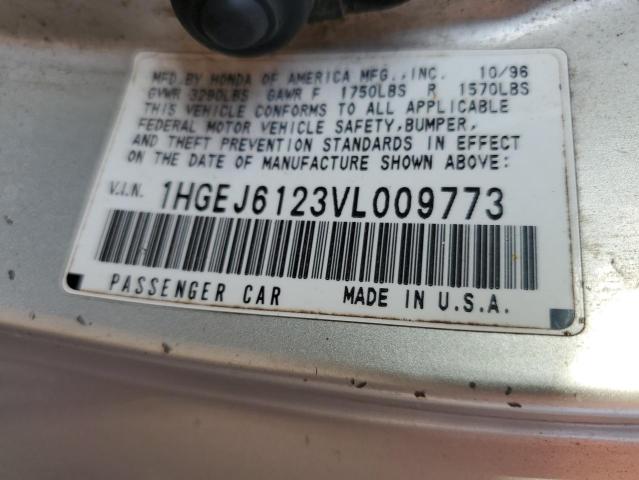 MFD.BY HONDA OF AMERICA MFG.,INC. 10/96
GVWR 3290LBS GAWR F 1750LBS R 1570LBS
THIS VEHICLE CONFORMS TO ALL APPLICABLE
FEDERAL MOTOR VEHICLE SAFETY,BUMPER,
AND THEFT PREVENTION STANDARDS IN EFFECT
ON THE DATE OF MANUFACTURE SHOWN ABOVE:
V.I.N. 1HGEJ6123VL009773
PASSENGER CAR MADE IN U.S.A.